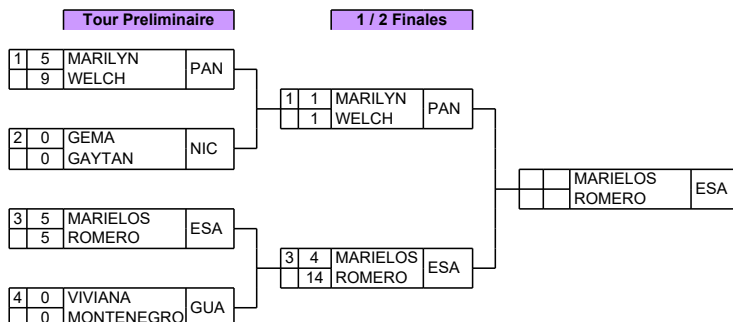 Tour Preliminaire
1 / 2 Finales
1 5 MARILYN PAN
9 WELCH
1 1 MARILYN PAN
1 WELCH
2 0 GEMA NIC
0 GAYTAN
MARIELOS ESA
ROMERO
3 5 MARIELOS ESA
5 ROMERO
3 4 MARIELOS ESA
14 ROMERO
4 0 VIVIANA GUA
0 MONTENEGRO